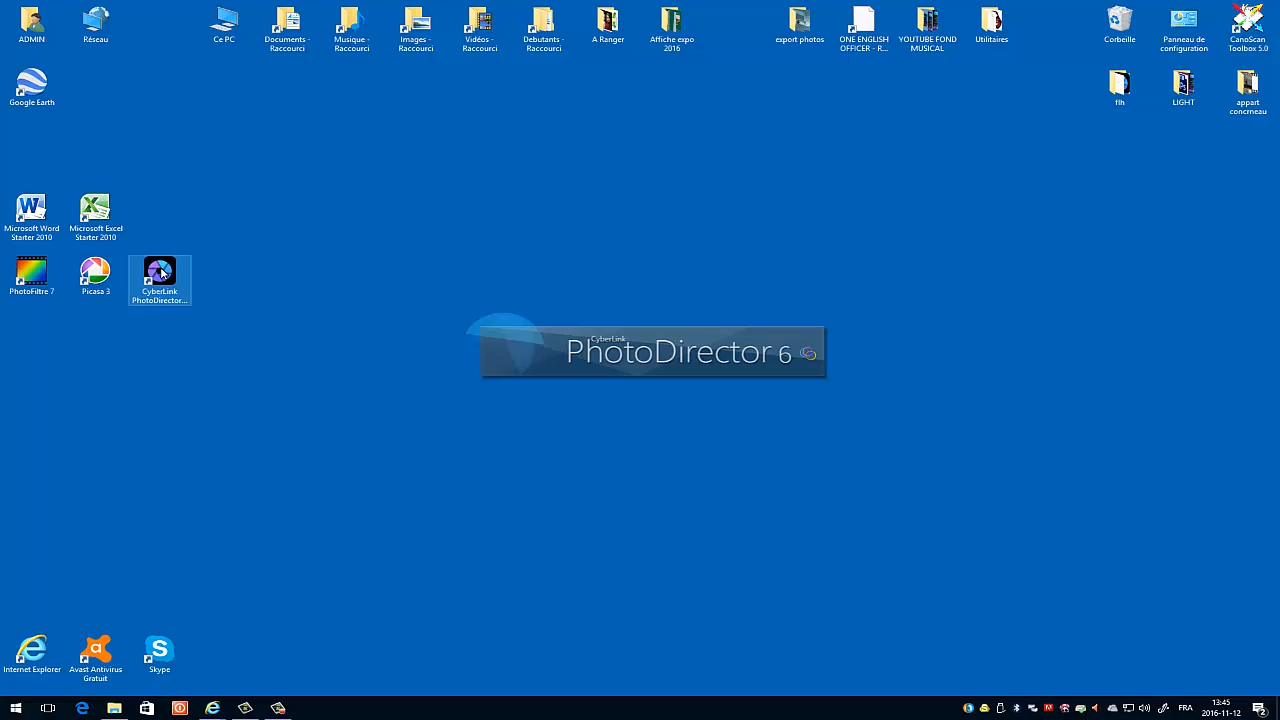 ADMIN
Réseau
Ce PC
Documents -
Raccourci
Musique -
Raccourci
Images -
Raccourci
Vidéos -
Raccourci
Debutants -
Raccourci
A Ranger
Affiche expo
2016
export photos
ONE ENGLISH
OFFICER - R...
YOUTUBE FOND
MUSICAL
Utilitaires
Corbeille
Panneau de
configuration
CanoScan
Toolbox 5.0
Google Earth
flh
LIGHT
appart
concrneau
Microsoft Word
Starter 2010
Microsoft Excel
Starter 2010
PhotoFiltre 7
Picasa 3
CyberLink
PhotoDirector...
CyberLink
PhotoDirector 6
Internet Explorer
Avast Antivirus
Gratuit
Skype
FRA
13:45
2016-11-12
2